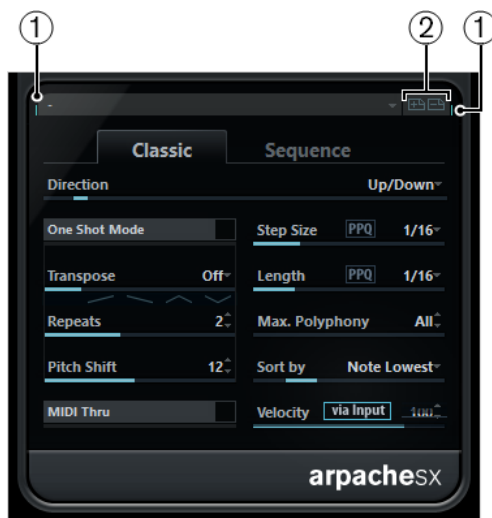 1 2 1
-
Classic Sequence
Direction Up/Down
One Shot Mode Step Size PPQ 1/16
Transpose Off Length PPQ 1/16
Repeats 2 Max. Polyphony All
Pitch Shift 12 Sort by Note Lowest
MIDI Thru Velocity via Input 100
arpacheSX